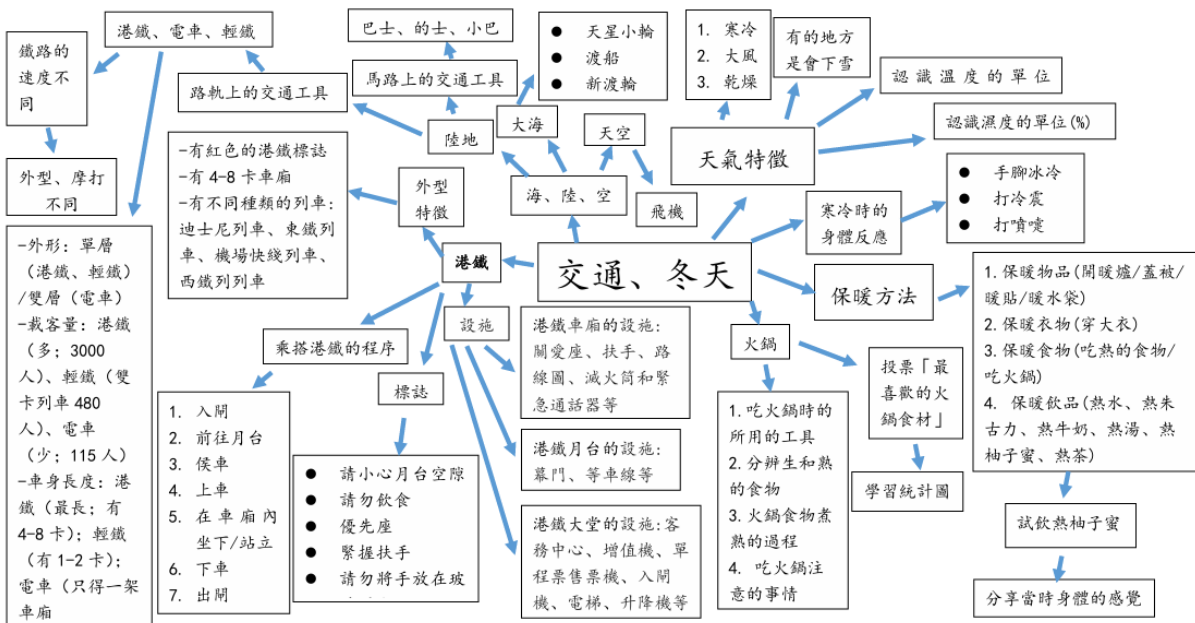 港鐵、電車、輕鐵
鐵路的
速度不
同
外型、摩打
不同
路軌上的交通工具
巴士、的士、小巴
馬路上的交通工具
陸地
大海
● 天星小輪
● 渡船
● 新渡輪
天空
飛機
海、陸、空
1. 寒冷
2. 大風
3. 乾燥
有的地方
是會下雪
認識溫度的單位
認識濕度的單位(%)
天氣特徵
寒冷時的
身體反應
● 手腳冰冷
● 打冷震
● 打噴嚏
-有紅色的港鐵標誌
-有 4-8 卡車廂
-有不同種類的列車:
迪士尼列車、東鐵列
車、機場快綫列車、
西鐵列列車
外型
特徵
港鐵
交通、冬天
保暖方法
1. 保暖物品(開暖爐/蓋被/
暖貼/暖水袋)
2. 保暖衣物(穿大衣)
3. 保暖食物(吃熱的食物/
吃火鍋)
4. 保暖飲品(熱水、熱朱
古力、熱牛奶、熱湯、熱
柚子蜜、熱茶)
試飲熱柚子蜜
分享當時身體的感覺
-外形: 單層
(港鐵、輕鐵)
/雙層 (電車)
-載容量: 港鐵
(多; 3000
人)、輕鐵 (雙
卡列車 480
人)、電車
(少; 115 人)
-車身長度: 港
鐵 (最長; 有
4-8 卡); 輕鐵
(有 1-2 卡);
電車 (只得一架
車廂
乘搭港鐵的程序
1. 入閘
2. 前往月台
3. 侯車
4. 上車
5. 在車廂內
坐下/站立
6. 下車
7. 出閘
標誌
● 請小心月台空隙
● 請勿飲食
● 優先座
● 緊握扶手
● 請勿將手放在玻
設施
港鐵車廂的設施:
關愛座、扶手、路
線圖、滅火筒和緊
急通話器等
港鐵月台的設施:
幕門、等車線等
港鐵大堂的設施:客
務中心、增值機、單
程票售票機、入閘
機、電梯、升降機等
火鍋
1.吃火鍋時的
所用的工具
2.分辨生和熟
的食物
3.火鍋食物煮
熟的過程
4. 吃火鍋注
意的事情
投票「最
喜歡的火
鍋食材」
學習統計圖